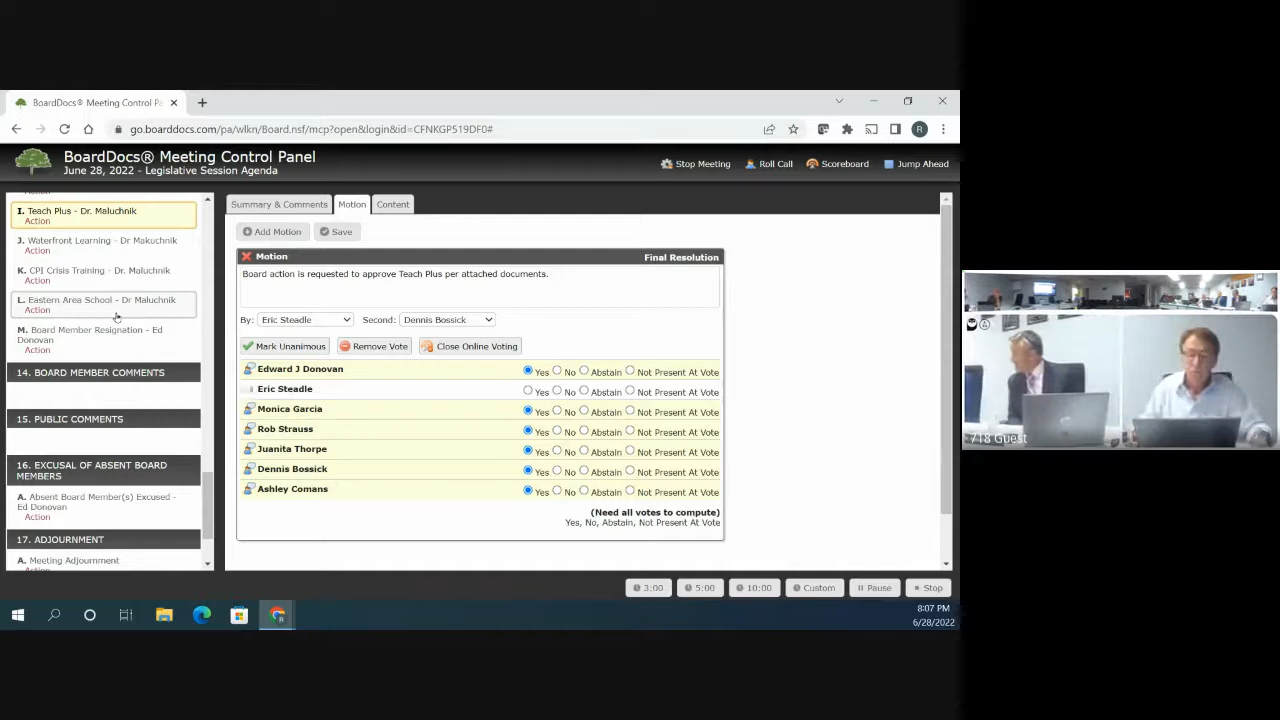 BoardDocs® Meeting Control Pa
go.boarddocs.com/pa/wlkn/Board.nsf/mcp?open&login&id=CFNKGP519DF0#
R
BoardDocs® Meeting Control Panel
June 28, 2022 - Legislative Session Agenda
Stop Meeting Roll Call Scoreboard Jump Ahead
I. Teach Plus - Dr. Maluchnik
Action
J. Waterfront Learning - Dr Makuchnik
Action
K. CPI Crisis Training - Dr. Maluchnik
Action
L. Eastern Area School - Dr Maluchnik
Action
M. Board Member Resignation - Ed
Donovan
Action
14. BOARD MEMBER COMMENTS
15. PUBLIC COMMENTS
16. EXCUSAL OF ABSENT BOARD
MEMBERS
A. Absent Board Member(s) Excused -
Ed Donovan
Action
17. ADJOURNMENT
A. Meeting Adjournment
Summary & Comments Motion Content
Add Motion Save
Motion Final Resolution
Board action is requested to approve Teach Plus per attached documents.
By: Eric Steadle Second: Dennis Bossick
Mark Unanimous Remove Vote Close Online Voting
Edward J Donovan Yes No Abstain Not Present At Vote
Eric Steadle Yes No Abstain Not Present At Vote
Monica Garcia Yes No Abstain Not Present At Vote
Rob Strauss Yes No Abstain Not Present At Vote
Juanita Thorpe Yes No Abstain Not Present At Vote
Dennis Bossick Yes No Abstain Not Present At Vote
Ashley Comans Yes No Abstain Not Present At Vote
(Need all votes to compute)
Yes, No, Abstain, Not Present At Vote
3:00 5:00 10:00 Custom Pause Stop
8:07 PM
6/28/2022
718 Guest